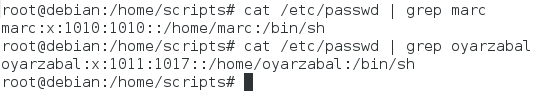 root@debian:/home/scripts# cat /etc/passwd | grep marc
marc:x:1010:1010::/home/marc:/bin/sh
root@debian:/home/scripts# cat /etc/passwd | grep oyarzabal
oyarzabal:x:1011:1017::/home/oyarzabal:/bin/sh
root@debian:/home/scripts#